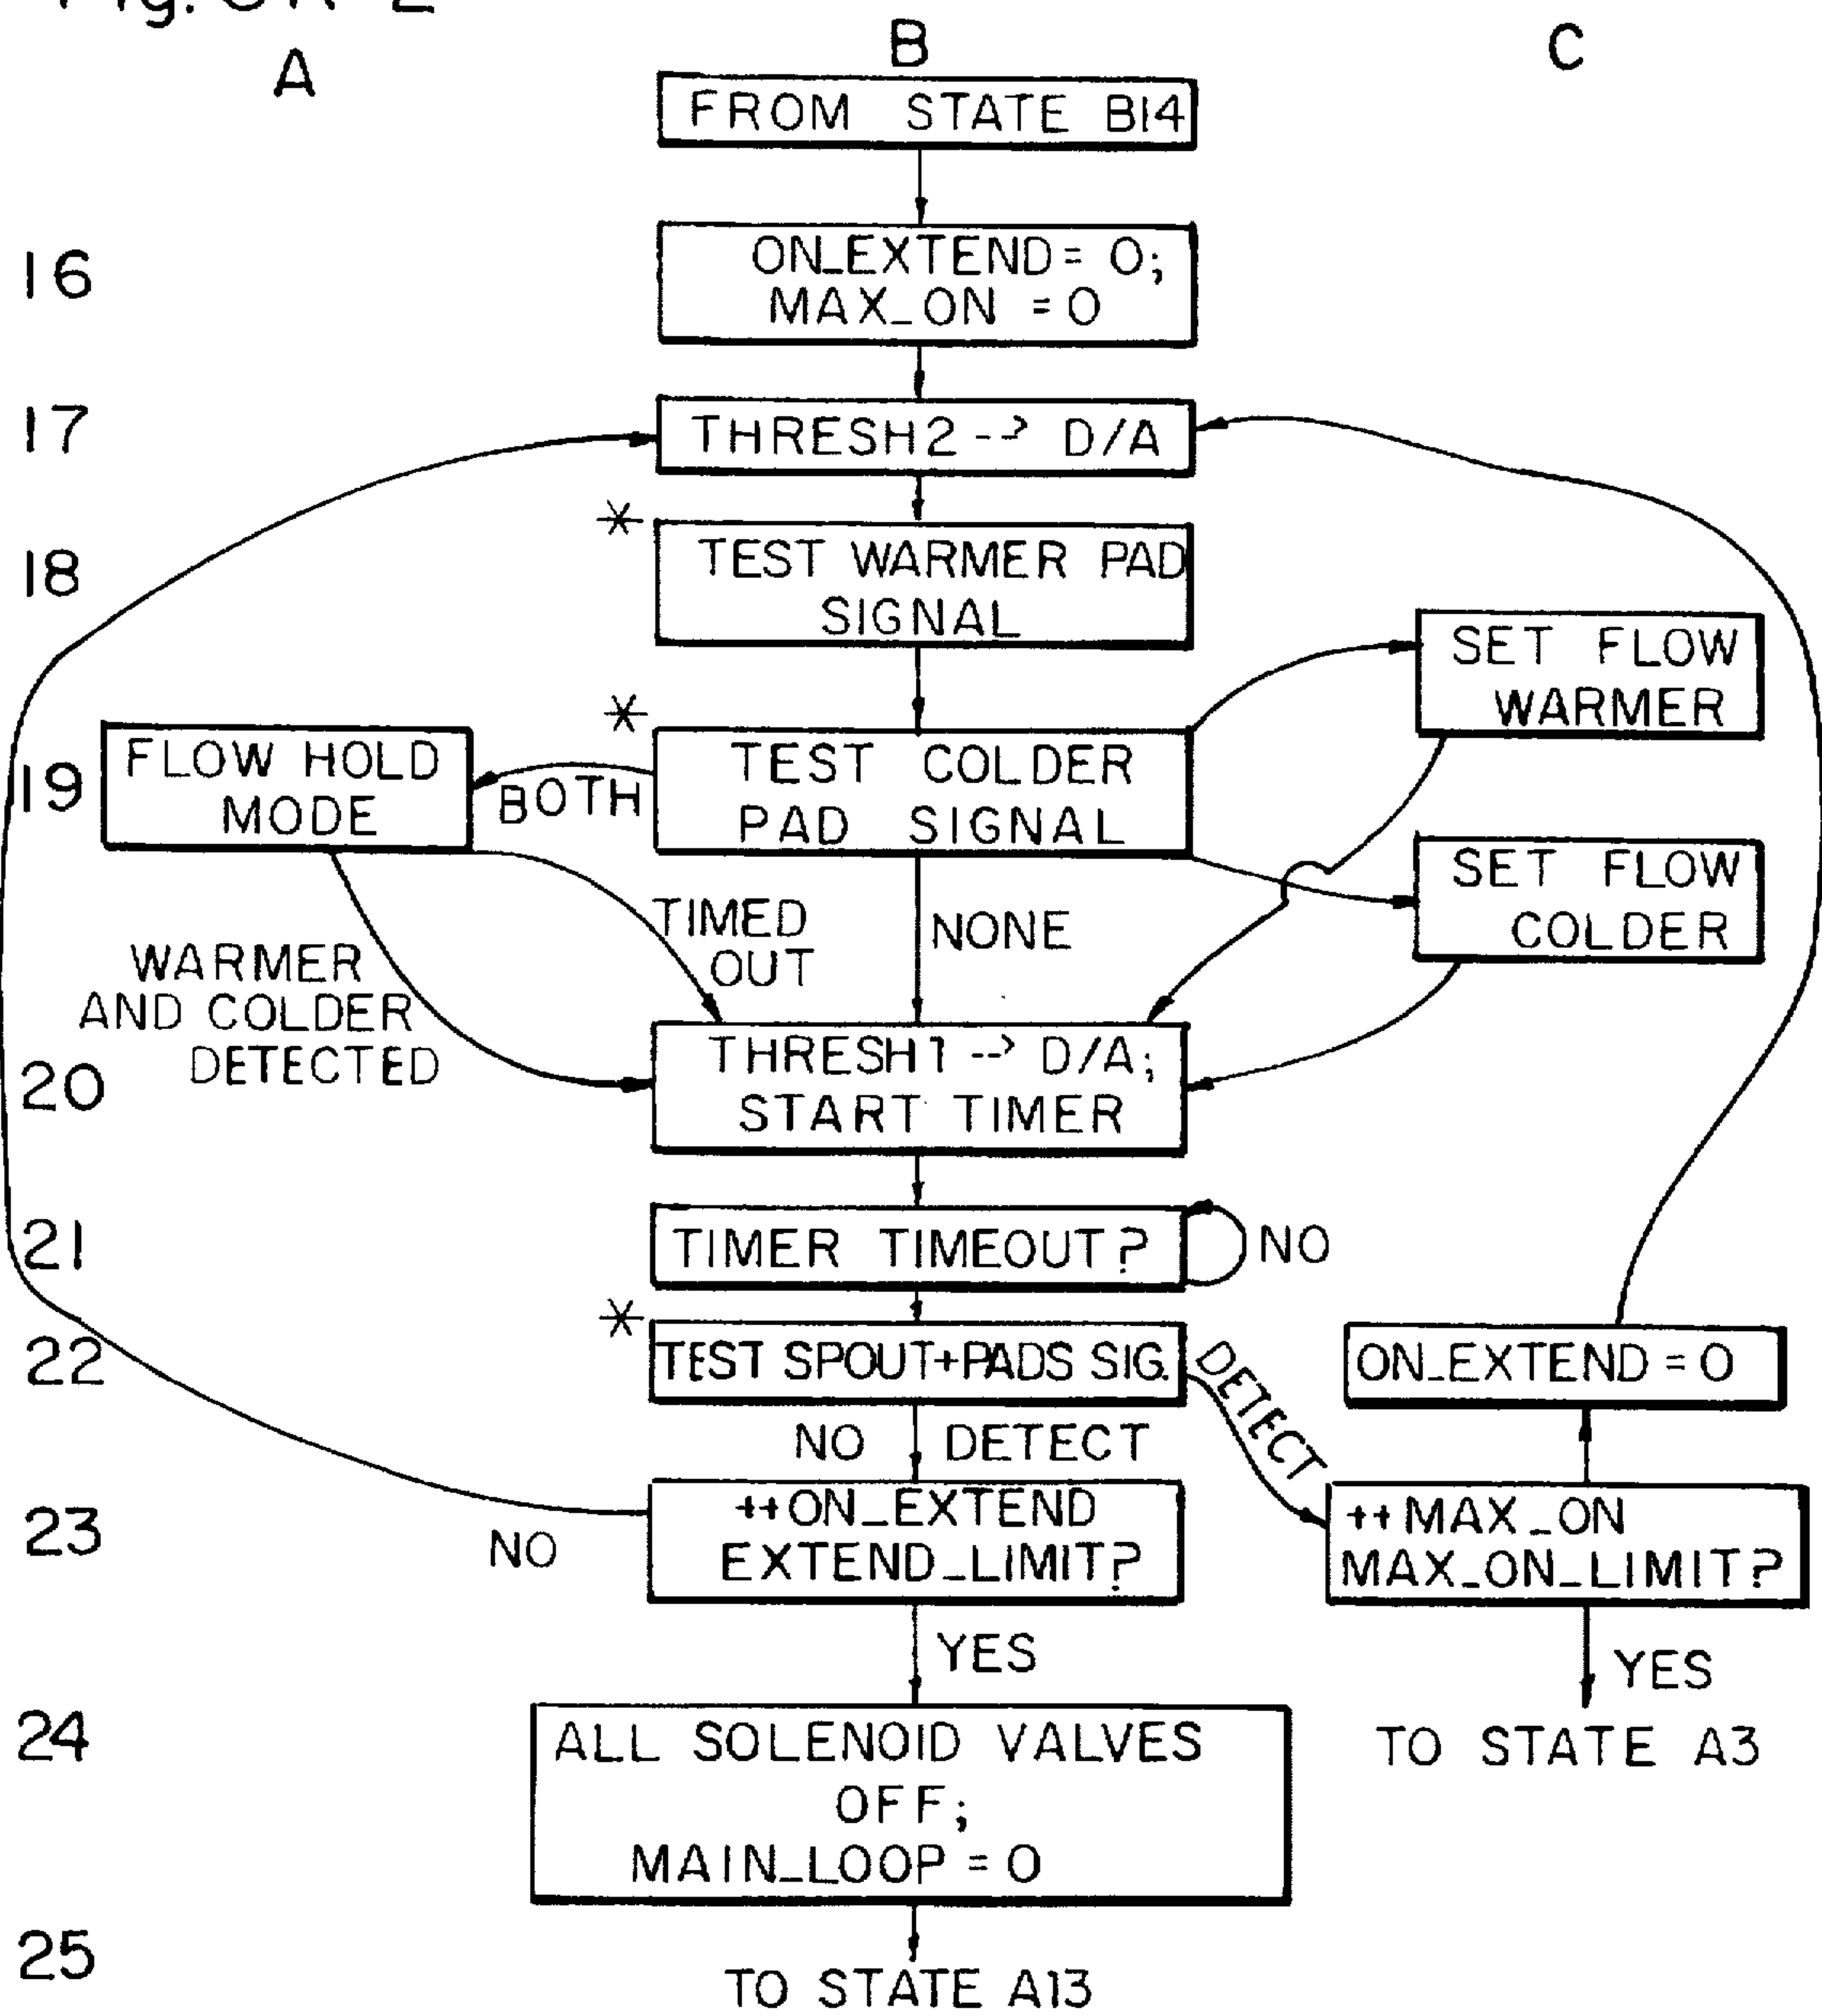 A
B
C
FROM STATE B14
16
ON_EXTEND = 0;
MAX_ON = 0
17
THRESH2 --> D/A
*
18
TEST WARMER PAD
SIGNAL
SET FLOW
WARMER
*
19
FLOW HOLD
MODE
BOTH
TEST COLDER
PAD SIGNAL
SET FLOW
COLDER
TIMED
OUT
NONE
WARMER
AND COLDER
DETECTED
20
THRESH1 --> D/A;
START TIMER
21
TIMER TIMEOUT?
NO
*
22
TEST SPOUT+PADS SIG.
DETECT
ON_EXTEND = 0
NO DETECT
23
NO
++ON_EXTEND
EXTEND_LIMIT?
++MAX_ON
MAX_ON_LIMIT?
YES
YES
24
ALL SOLENOID VALVES
OFF;
MAIN_LOOP = 0
TO STATE A3
25
TO STATE A13